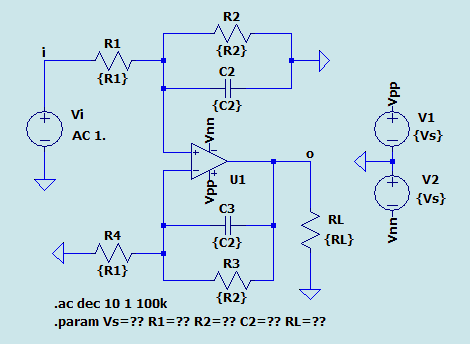 R2
{R2}
i
R1
{R1}
C2
{C2}
Vi
AC 1.
Vnn
+
−
U1
Vpp
o
Vpp
V1
{Vs}
V2
{Vs}
Vnn
C3
{C2}
R4
{R1}
R3
{R2}
RL
{RL}
.ac dec 10 1 100k
.param Vs=?? R1=?? R2=?? C2=?? RL=??